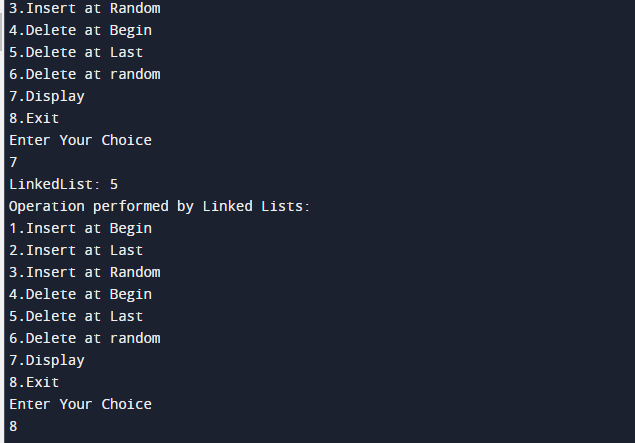 3.Insert at Random
4.Delete at Begin
5.Delete at Last
6.Delete at random
7.Display
8.Exit
Enter Your Choice
7
LinkedList: 5
Operation performed by Linked Lists:
1.Insert at Begin
2.Insert at Last
3.Insert at Random
4.Delete at Begin
5.Delete at Last
6.Delete at random
7.Display
8.Exit
Enter Your Choice
8